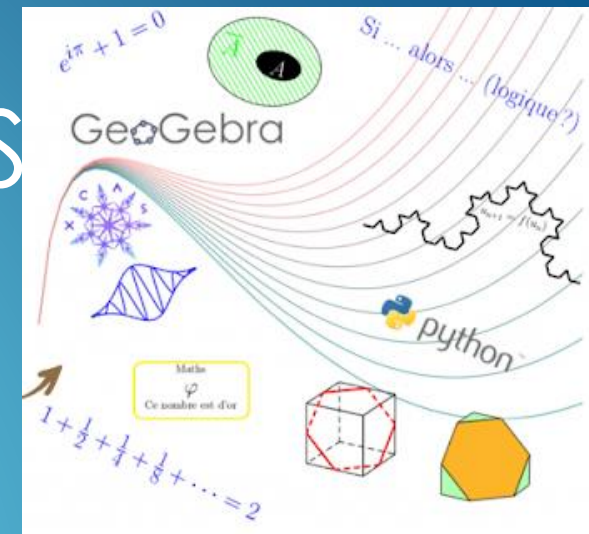 e^{iπ} + 1 = 0
Si ... alors ... (logique ?)
Ā
A
S
GeoGebra
X C A S
u_{n+1} = f(u_n)
python
Maths
φ
Ce nombre est d'or
1 + 1/2 + 1/4 + 1/8 + ⋯ = 2